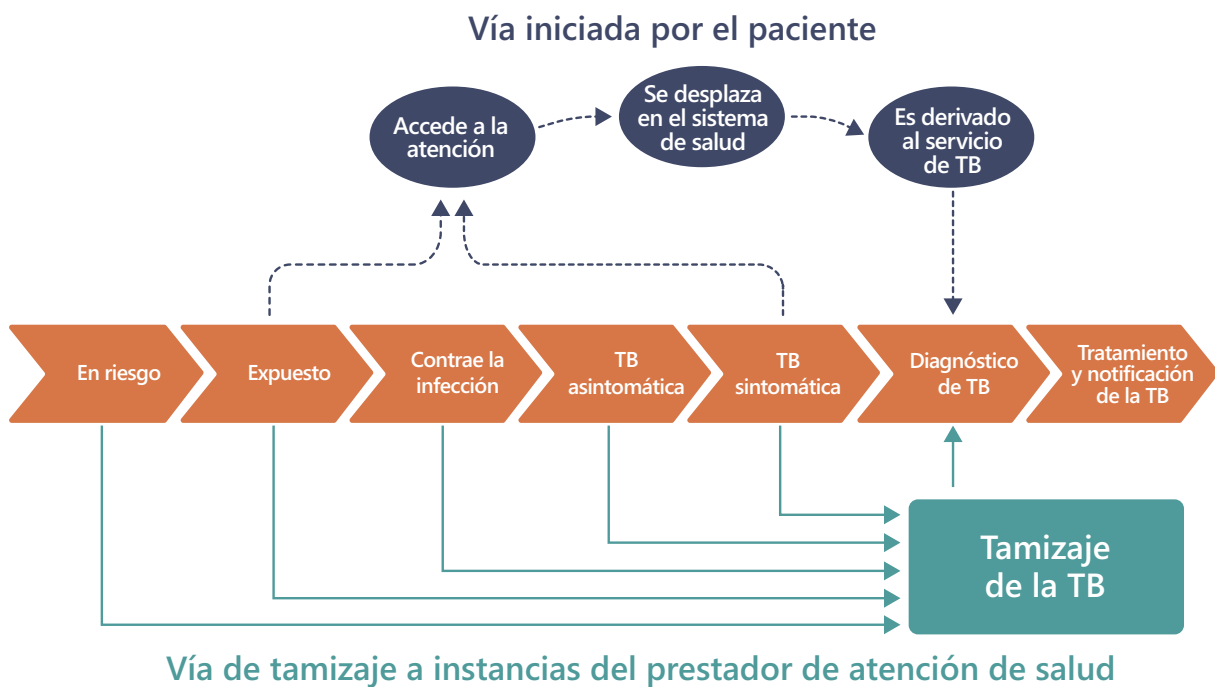 Vía iniciada por el paciente
Accede a la
atención
Se desplaza
en el sistema
de salud
Es derivado
al servicio
de TB
En riesgo
Expuesto
Contrae la
infección
TB
asintomática
TB
sintomática
Diagnóstico
de TB
Tratamiento
y notificación
de la TB
Tamizaje
de la TB
Vía de tamizaje a instancias del prestador de atención de salud